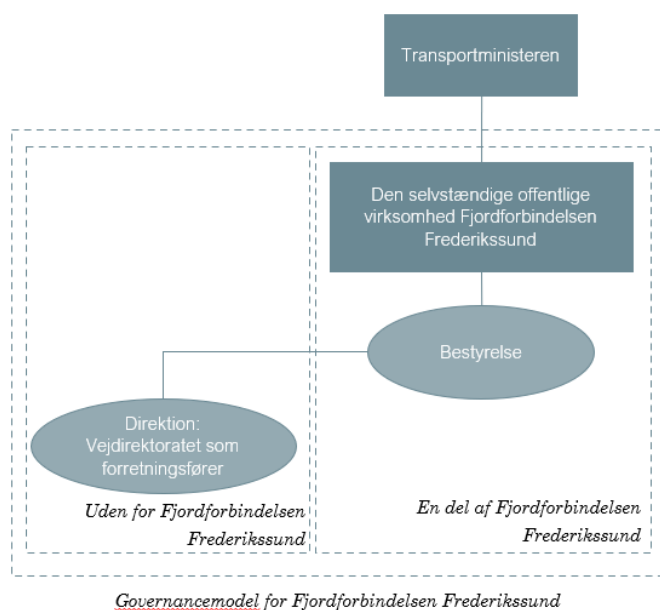 Transportministeren
Den selvstændige offentlige
virksomhed Fjordforbindelsen
Frederikssund
Bestyrelse
Direktion:
Vejdirektoratet som
forretningsfører
Uden for Fjordforbindelsen
Frederikssund
En del af Fjordforbindelsen
Frederikssund
Governancemodel for Fjordforbindelsen Frederikssund